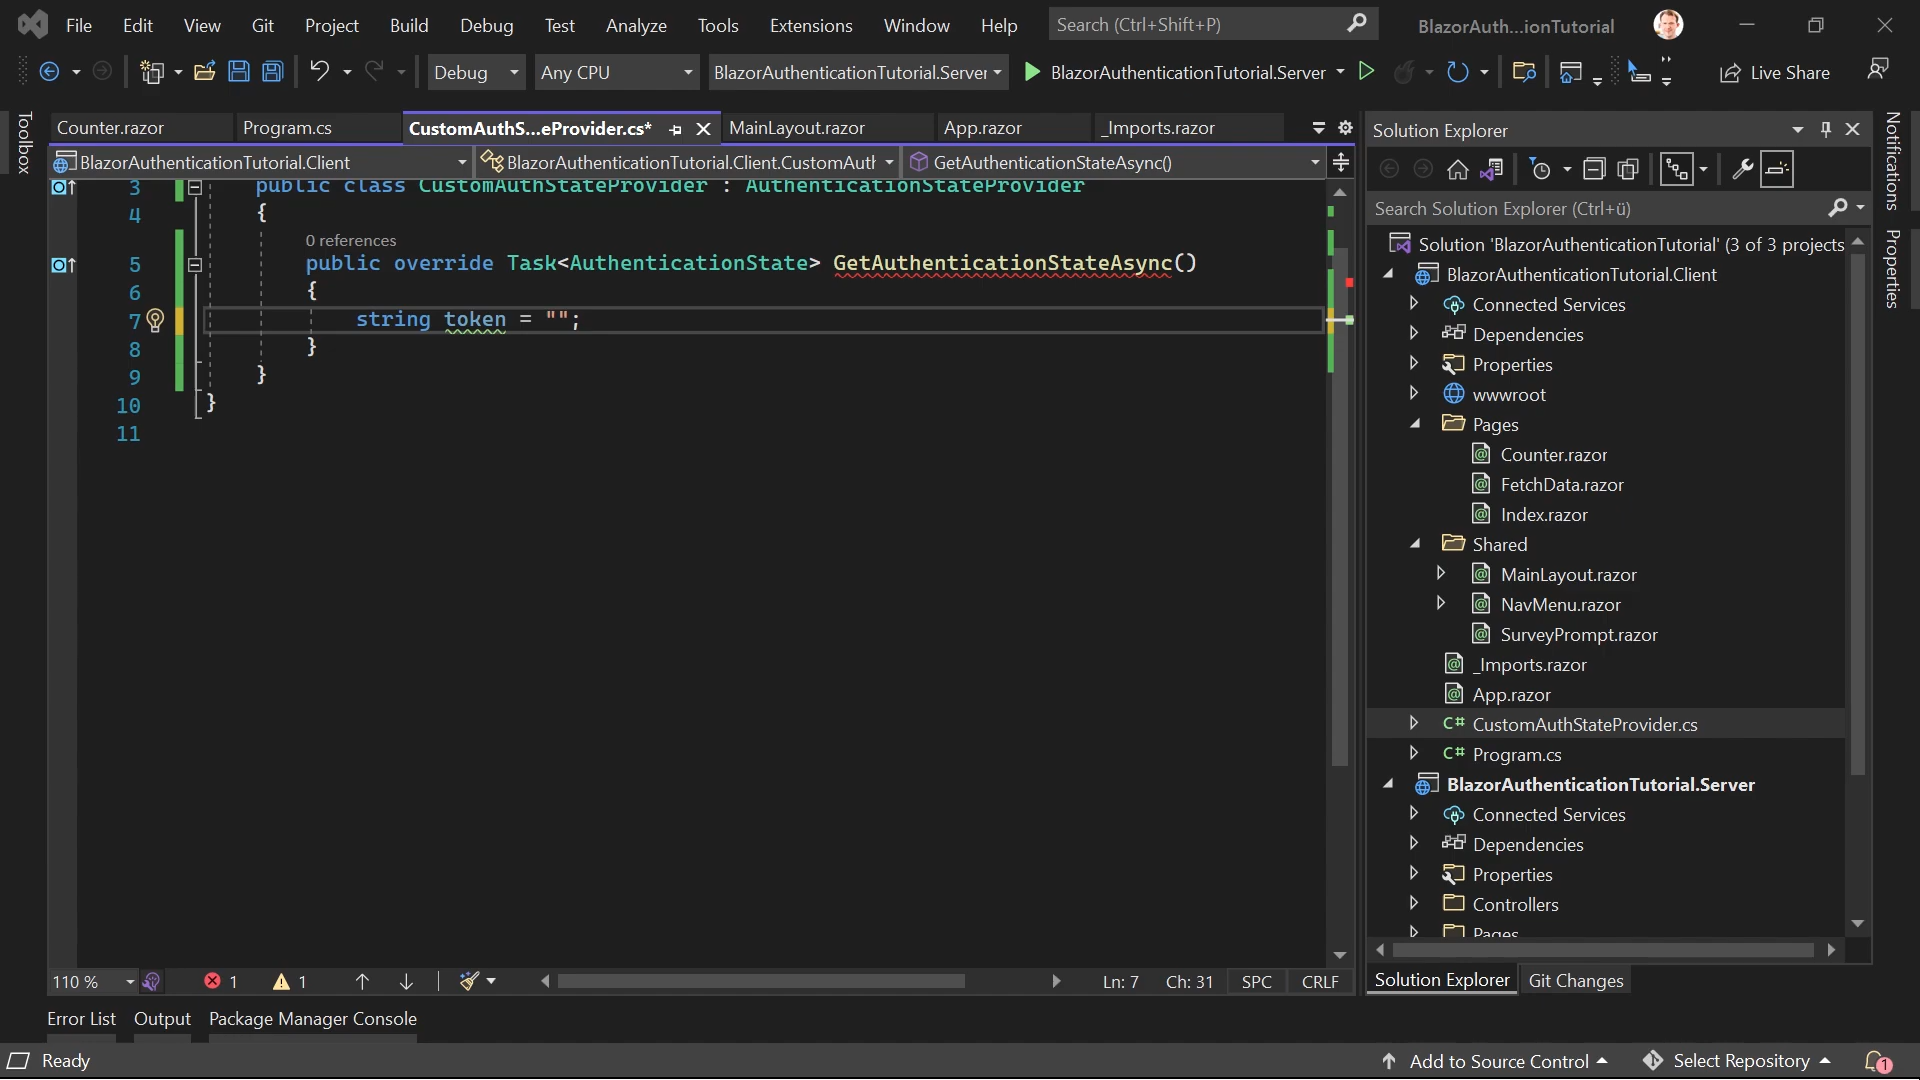 File Edit View Git Project Build Debug Test Analyze Tools Extensions Window Help Search (Ctrl+Shift+P) BlazorAuth...ionTutorial
Debug Any CPU BlazorAuthenticationTutorial.Server BlazorAuthenticationTutorial.Server Live Share
Toolbox
Counter.razor Program.cs CustomAuthS...eProvider.cs* MainLayout.razor App.razor _Imports.razor
BlazorAuthenticationTutorial.Client BlazorAuthenticationTutorial.Client.CustomAuth GetAuthenticationStateAsync()
3 public class CustomAuthStateProvider : AuthenticationStateProvider
4 {
0 references
5 public override Task<AuthenticationState> GetAuthenticationStateAsync()
6 {
7 string token = "";
8 }
9 }
10 }
11
110 % 1 1 Ln: 7 Ch: 31 SPC CRLF
Solution Explorer
Search Solution Explorer (Ctrl+ü)
Solution 'BlazorAuthenticationTutorial' (3 of 3 projects
BlazorAuthenticationTutorial.Client
Connected Services
Dependencies
Properties
wwwroot
Pages
Counter.razor
FetchData.razor
Index.razor
Shared
MainLayout.razor
NavMenu.razor
SurveyPrompt.razor
_Imports.razor
App.razor
C# CustomAuthStateProvider.cs
C# Program.cs
BlazorAuthenticationTutorial.Server
Connected Services
Dependencies
Properties
Controllers
Pages
Solution Explorer Git Changes
Notifications
Properties
Error List Output Package Manager Console
Ready Add to Source Control Select Repository 1